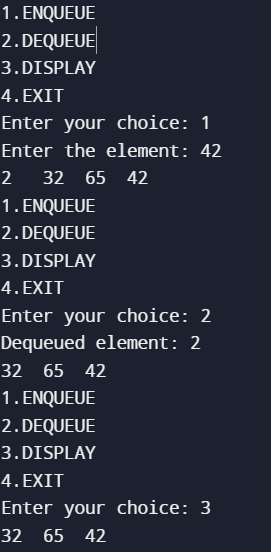 1.ENQUEUE
2.DEQUEUE
3.DISPLAY
4.EXIT
Enter your choice: 1
Enter the element: 42
2   32  65  42
1.ENQUEUE
2.DEQUEUE
3.DISPLAY
4.EXIT
Enter your choice: 2
Dequeued element: 2
32  65  42
1.ENQUEUE
2.DEQUEUE
3.DISPLAY
4.EXIT
Enter your choice: 3
32  65  42